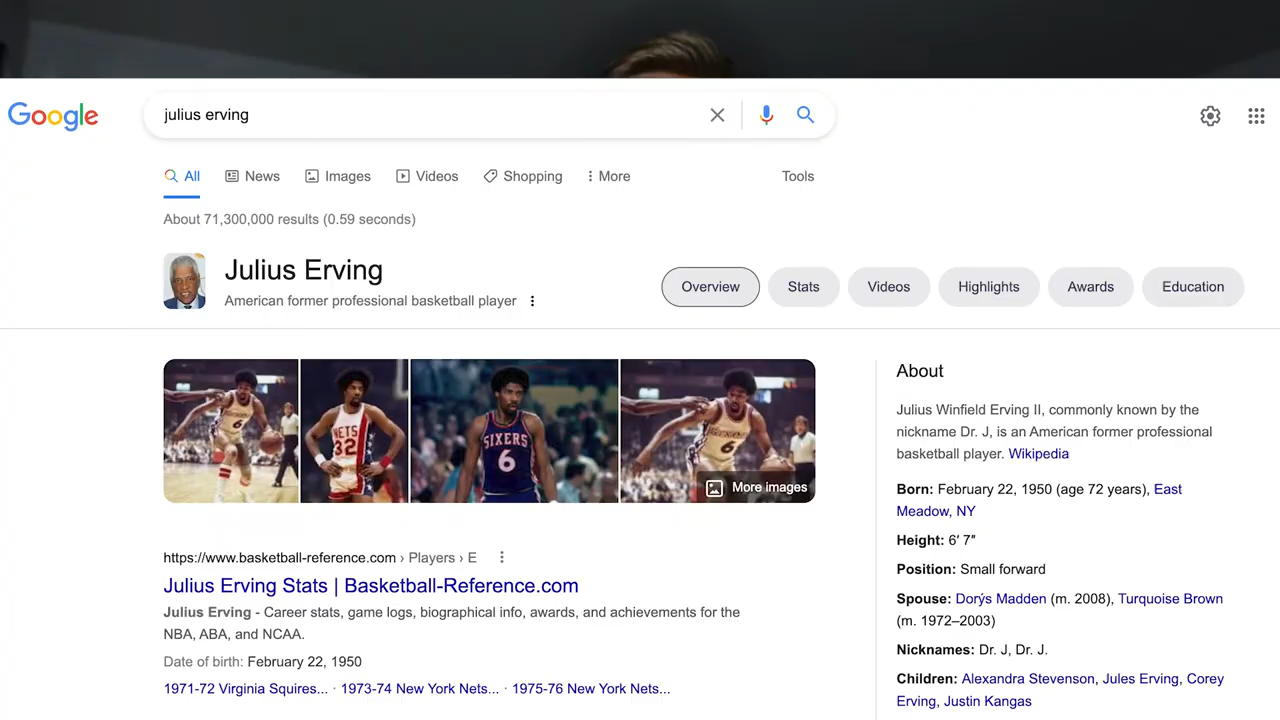 Google
julius erving
All
News
Images
Videos
Shopping
More
Tools
About 71,300,000 results (0.59 seconds)
Julius Erving
American former professional basketball player
Overview
Stats
Videos
Highlights
Awards
Education
6
NETS
32
SIXERS
6
6
More images
https://www.basketball-reference.com › Players › E
Julius Erving Stats | Basketball-Reference.com
Julius Erving - Career stats, game logs, biographical info, awards, and achievements for the
NBA, ABA, and NCAA.
Date of birth: February 22, 1950
1971-72 Virginia Squires... · 1973-74 New York Nets... · 1975-76 New York Nets...
About
Julius Winfield Erving II, commonly known by the
nickname Dr. J, is an American former professional
basketball player. Wikipedia
Born: February 22, 1950 (age 72 years), East
Meadow, NY
Height: 6′ 7″
Position: Small forward
Spouse: Dorýs Madden (m. 2008), Turquoise Brown
(m. 1972–2003)
Nicknames: Dr. J, Dr. J.
Children: Alexandra Stevenson, Jules Erving, Corey
Erving, Justin Kangas